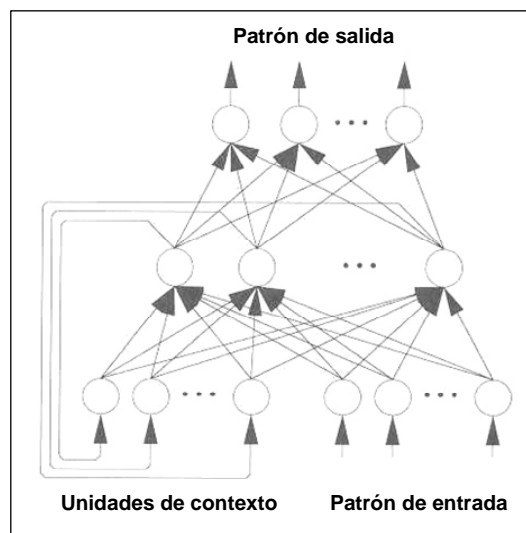 Patrón de salida
Unidades de contexto
Patrón de entrada